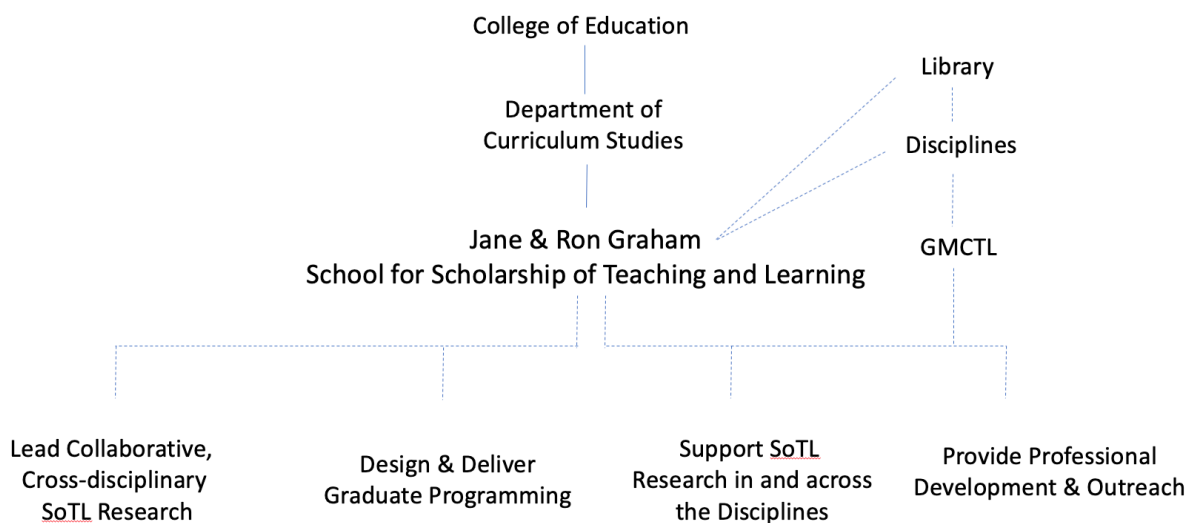 College of Education
Library
Department of
Curriculum Studies
Disciplines
Jane & Ron Graham
School for Scholarship of Teaching and Learning
GMCTL
Lead Collaborative,
Cross-disciplinary
SoTL Research
Design & Deliver
Graduate Programming
Support SoTL
Research in and across
the Disciplines
Provide Professional
Development & Outreach